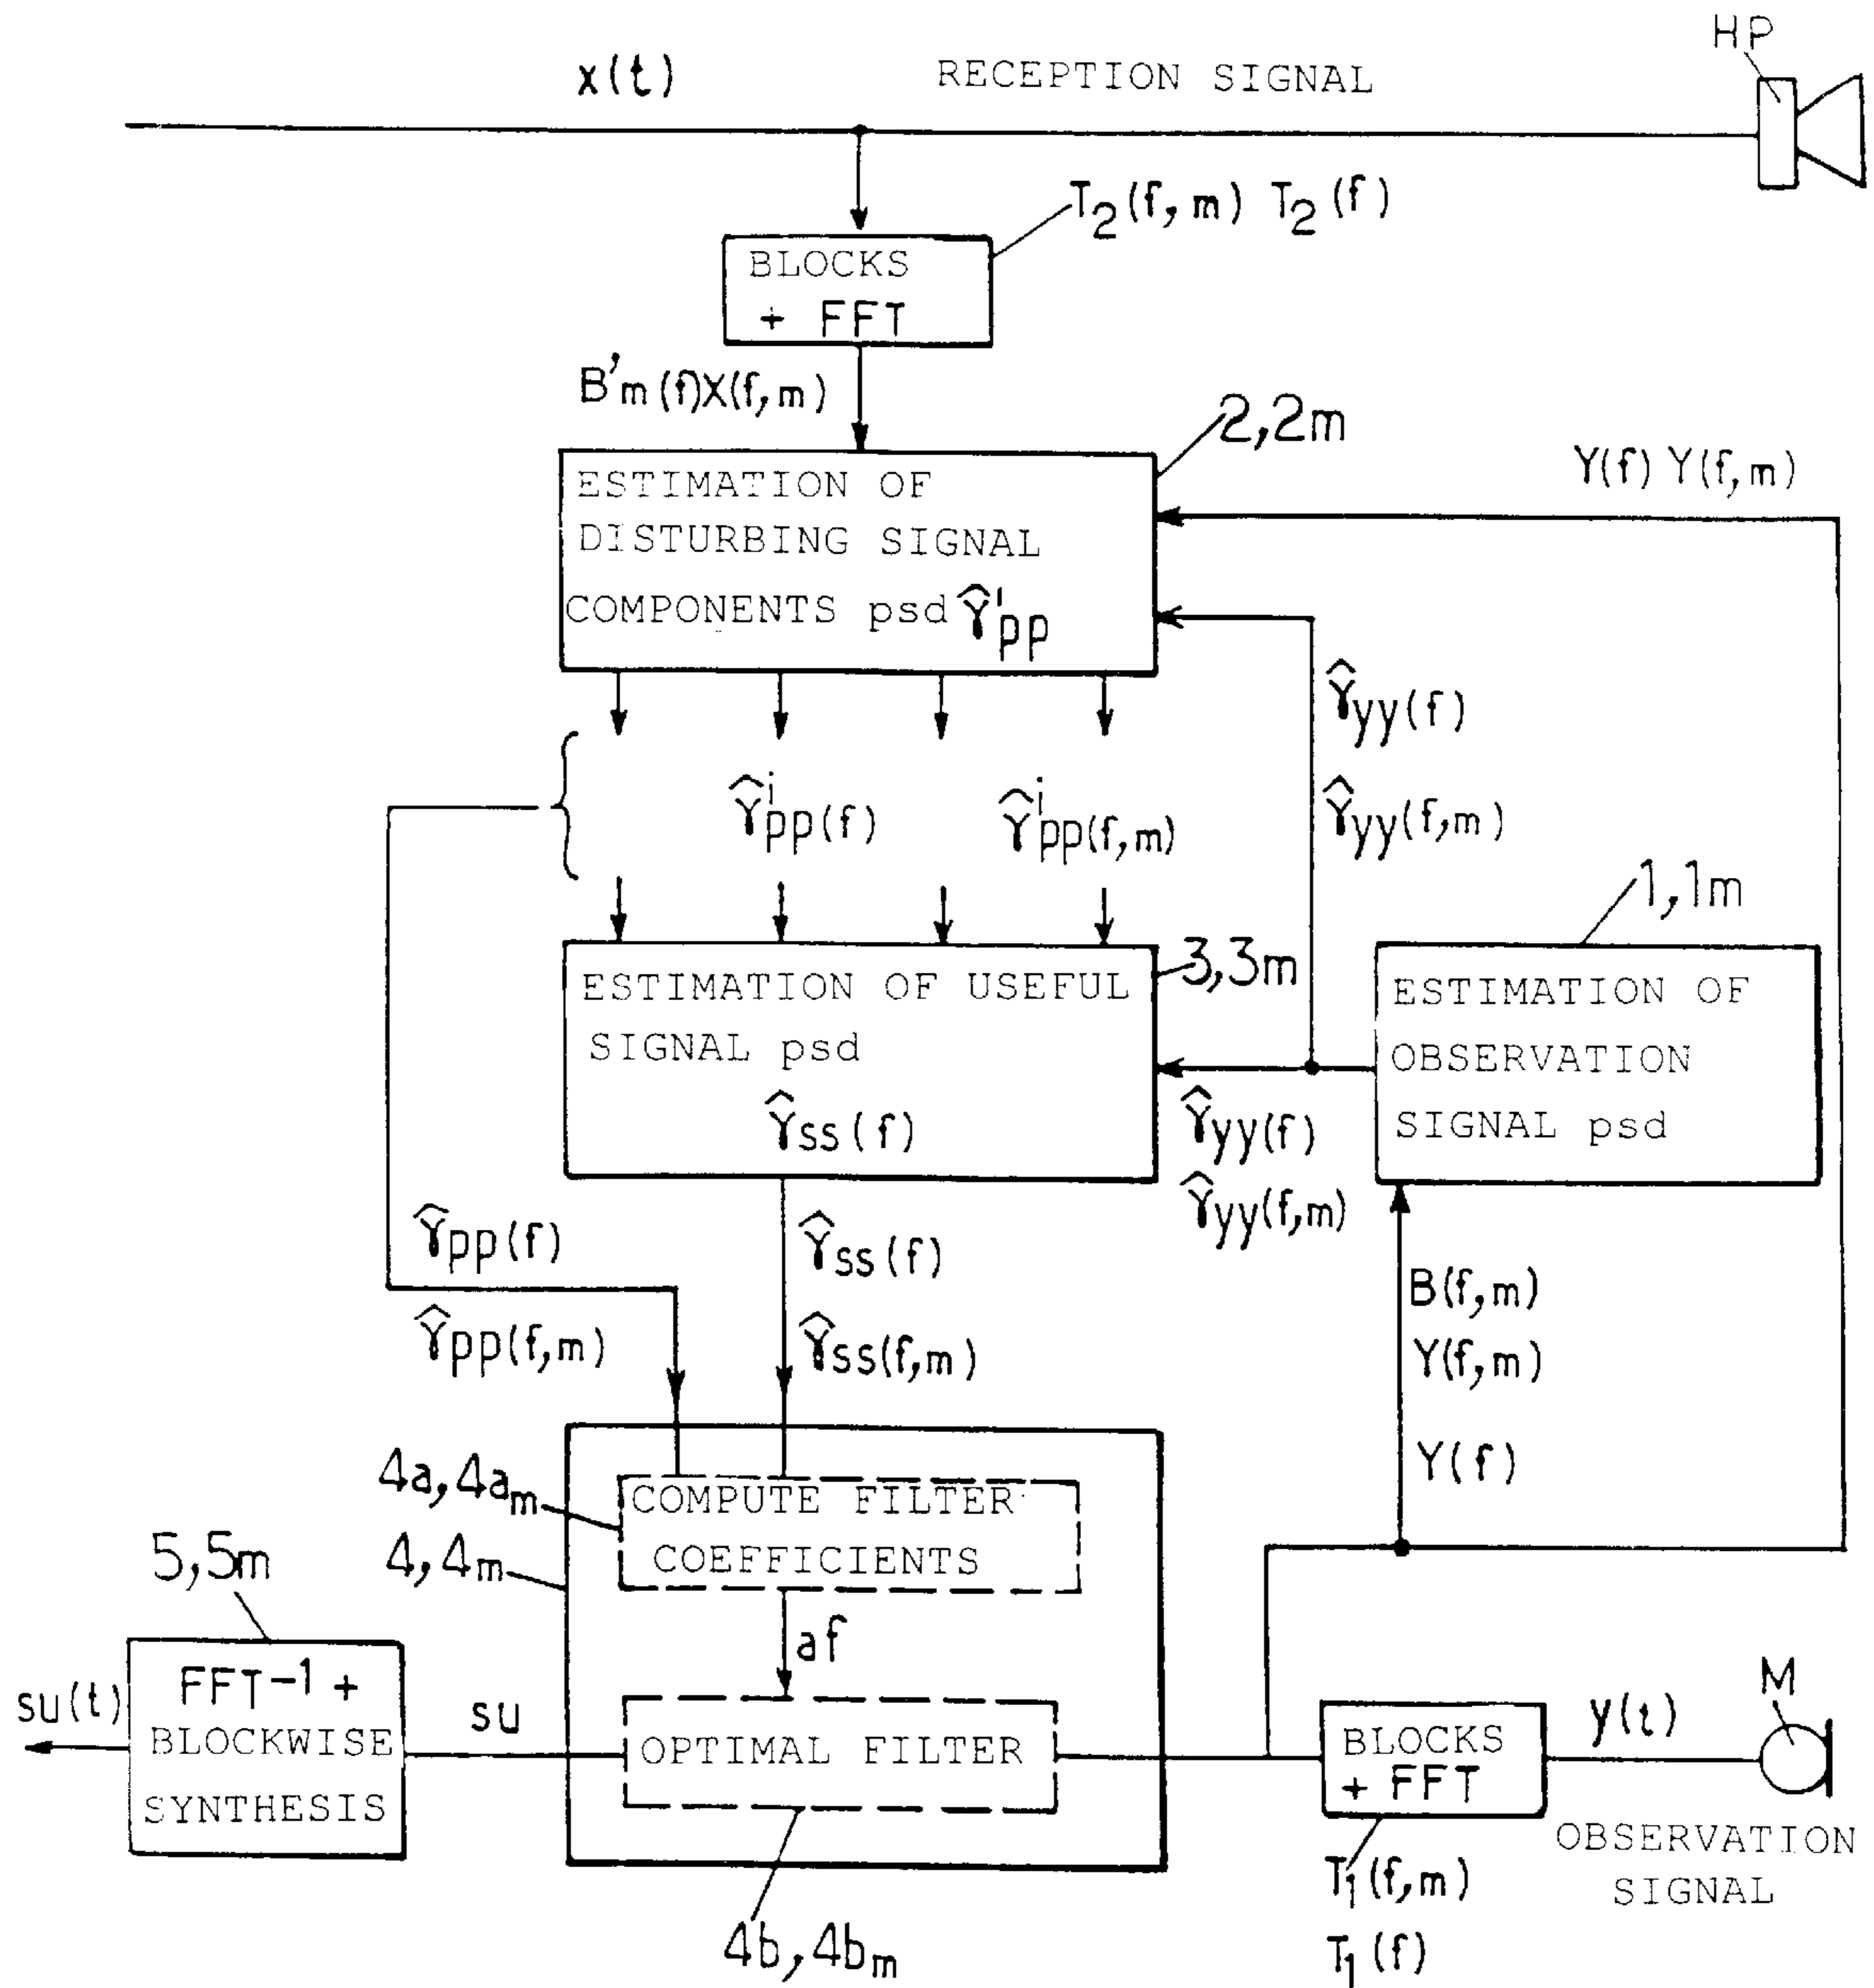 HP
x(t) RECEPTION SIGNAL
T₂(f,m) T₂(f)
BLOCKS
+ FFT
B'm(f)X(f,m)
2,2m
Y(f) Y(f,m)
ESTIMATION OF
DISTURBING SIGNAL
COMPONENTS psd γ̂'pp
γ̂yy(f)
γ̂yy(f,m)
γ̂ⁱpp(f)
γ̂ⁱpp(f,m)
1,1m
3,3m
ESTIMATION OF USEFUL
SIGNAL psd
γ̂ss(f)
ESTIMATION OF
OBSERVATION
SIGNAL psd
γ̂yy(f)
γ̂yy(f,m)
γ̂pp(f)
γ̂pp(f,m)
γ̂ss(f)
γ̂ss(f,m)
B(f,m)
Y(f,m)
Y(f)
4a,4aₘ
4,4ₘ
COMPUTE FILTER
COEFFICIENTS
af
5,5m
su(t)
FFT⁻¹ +
BLOCKWISE
SYNTHESIS
su
OPTIMAL FILTER
4b,4bₘ
BLOCKS
+ FFT
y(t)
M
T₁(f,m)
T₁(f)
OBSERVATION
SIGNAL